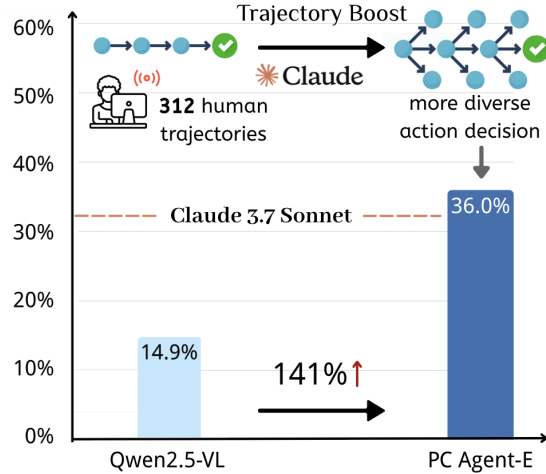 Trajectory Boost
Claude
312 human
trajectories
more diverse
action decision
60%
50%
40%
30%
20%
10%
0%
Claude 3.7 Sonnet
36.0%
14.9%
141%↑
Qwen2.5-VL
PC Agent-E